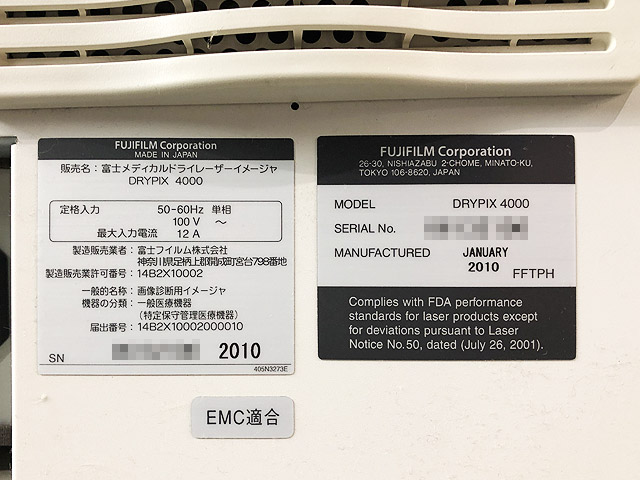 FUJIFILM Corporation
MADE IN JAPAN
販売名：富士メディカルドライレーザーイメージャ
DRYPIX 4000
定格入力 50-60Hz 単相
100 V ～
最大入力電流 12 A
製造販売業者：富士フイルム株式会社
神奈川県足柄上郡開成町宮台798番地
製造販売業許可番号：14B2X10002
一般的名称：画像診断用イメージャ
機器の分類：一般医療機器
（特定保守管理医療機器）
届出番号：14B2X10002000010
SN 2010
405N3273E
FUJIFILM Corporation
26-30, NISHIAZABU 2-CHOME, MINATO-KU,
TOKYO 106-8620, JAPAN
MODEL DRYPIX 4000
SERIAL No.
MANUFACTURED JANUARY
2010 FFTPH
Complies with FDA performance
standards for laser products except
for deviations pursuant to Laser
Notice No.50, dated (July 26, 2001).
EMC適合